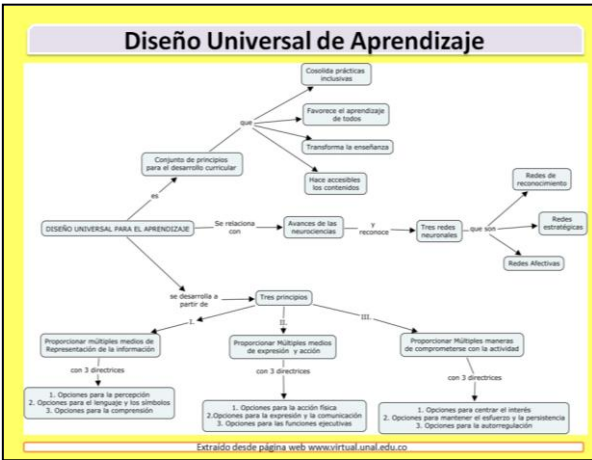 Diseño Universal de Aprendizaje
Cosolida prácticas
inclusivas
que
Favorece el aprendizaje
de todos
Transforma la enseñanza
Hace accesibles
los contenidos
Conjunto de principios
para el desarrollo curricular
es
DISEÑO UNIVERSAL PARA EL APRENDIZAJE
Se relaciona
con
Avances de las
neurociencias
Y
reconoce
Tres redes
neuronales
que son
Redes de
reconocimiento
Redes
estratégicas
Redes Afectivas
se desarrolla a
partir de
Tres principios
I.
II.
III.
Proporcionar múltiples medios de
Representación de la información
con 3 directrices
1. Opciones para la percepción
2. Opciones para el lenguaje y los símbolos
3. Opciones para la comprensión
Proporcionar Múltiples medios
de expresión y acción
con 3 directrices
1. Opciones para la acción física
2.Opciones para la expresión y la comunicación
3. Opciones para las funciones ejecutivas
Proporcionar Múltiples maneras
de comprometerse con la actividad
con 3 directrices
1. Opciones para centrar el interés
2. Opciones para mantener el esfuerzo y la persistencia
3. Opciones para la autorregulación
Extraído desde página web www.virtual.unal.edu.co